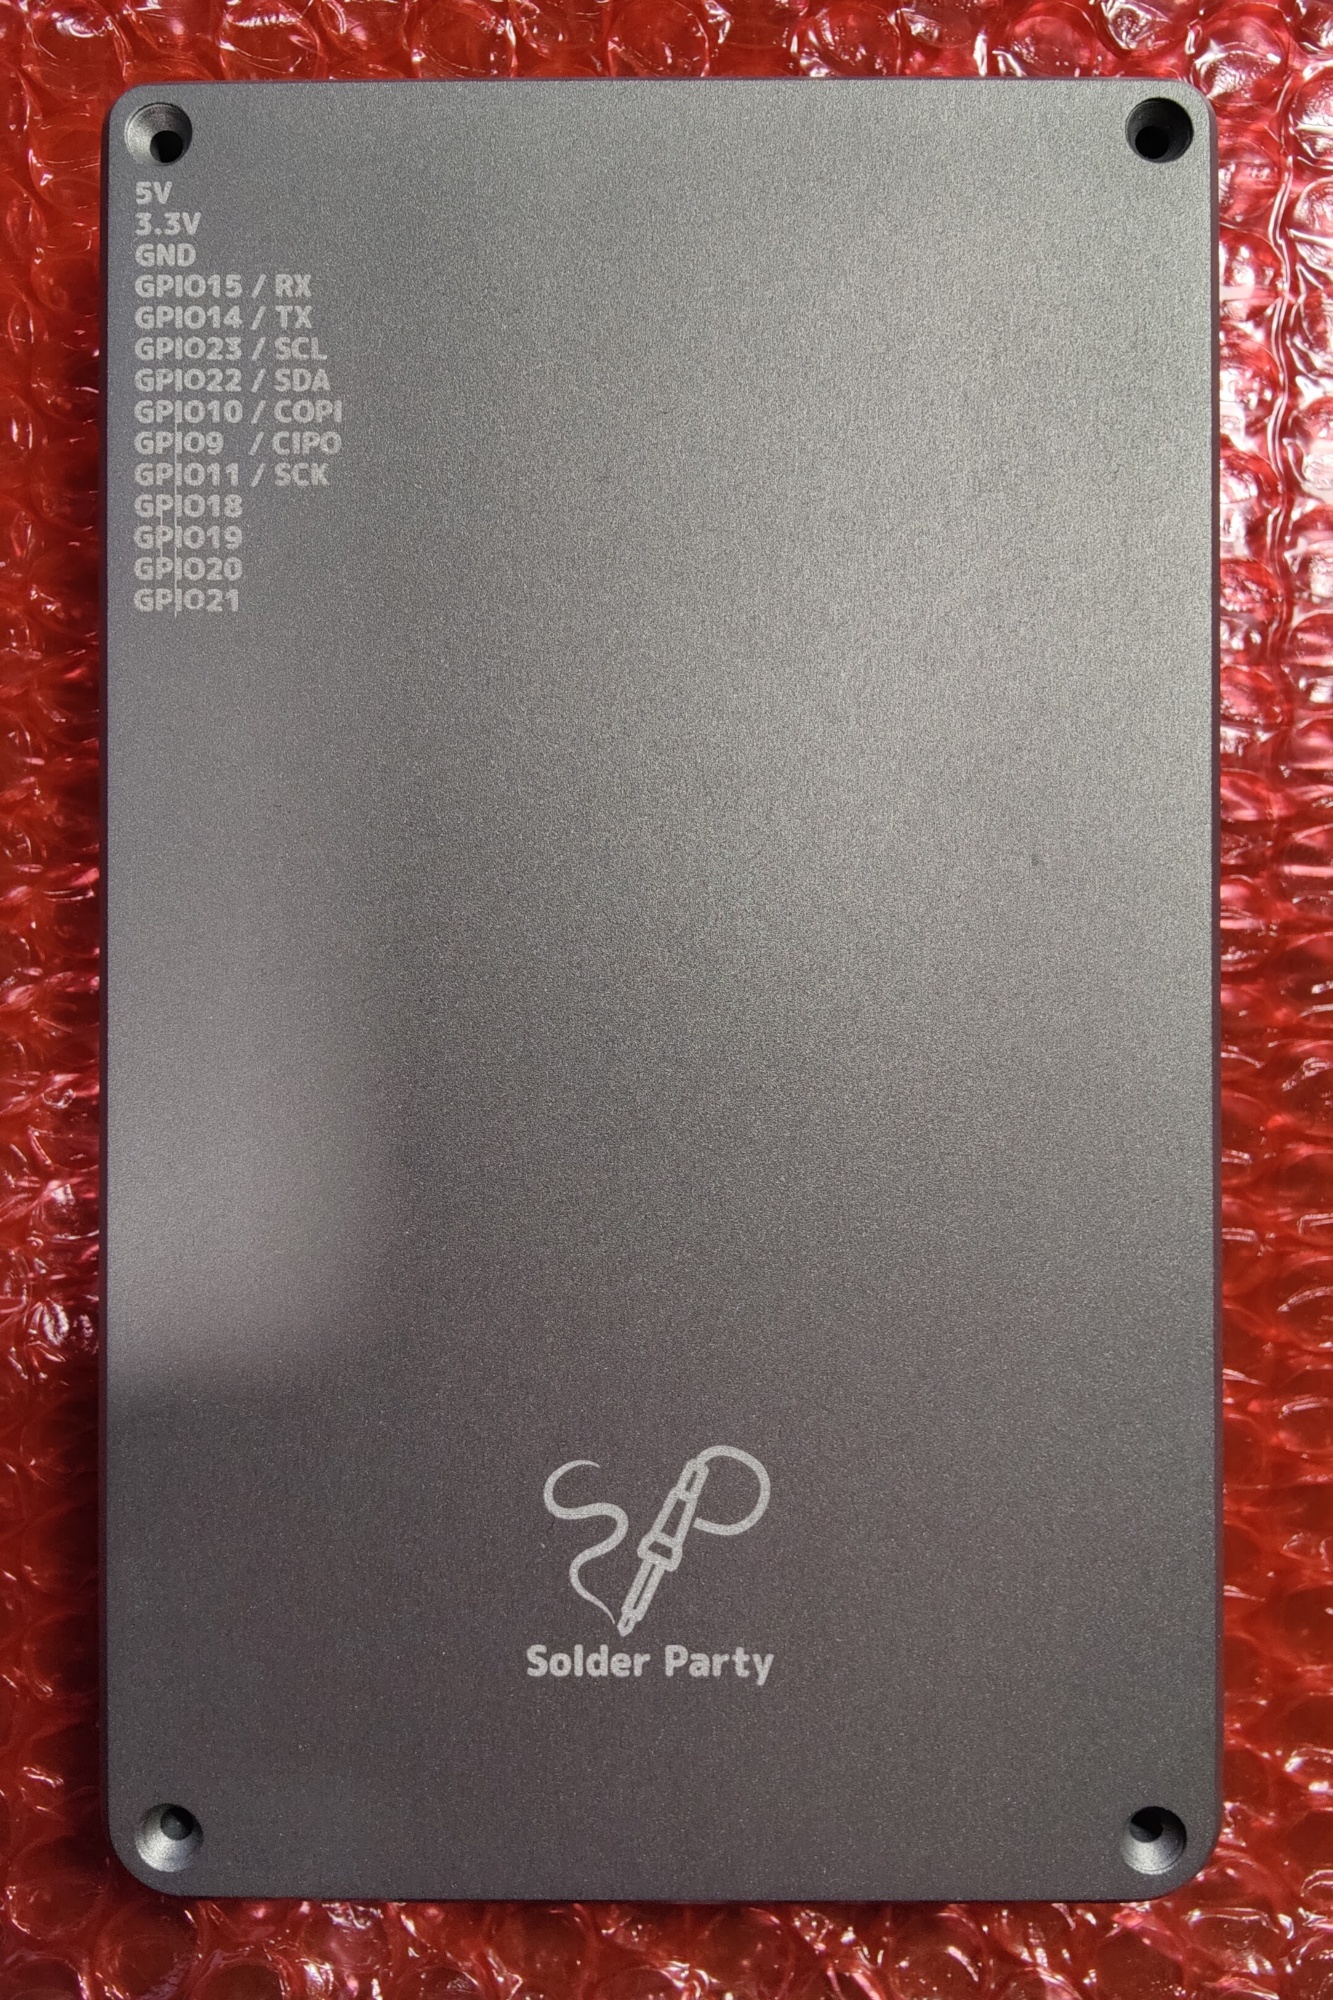 5V
3.3V
GND
GPIO15 / RX
GPIO14 / TX
GPIO23 / SCL
GPIO22 / SDA
GPIO10 / COPI
GPIO9 / CIPO
GPIO11 / SCK
GPIO18
GPIO19
GPIO20
GPIO21
Solder Party